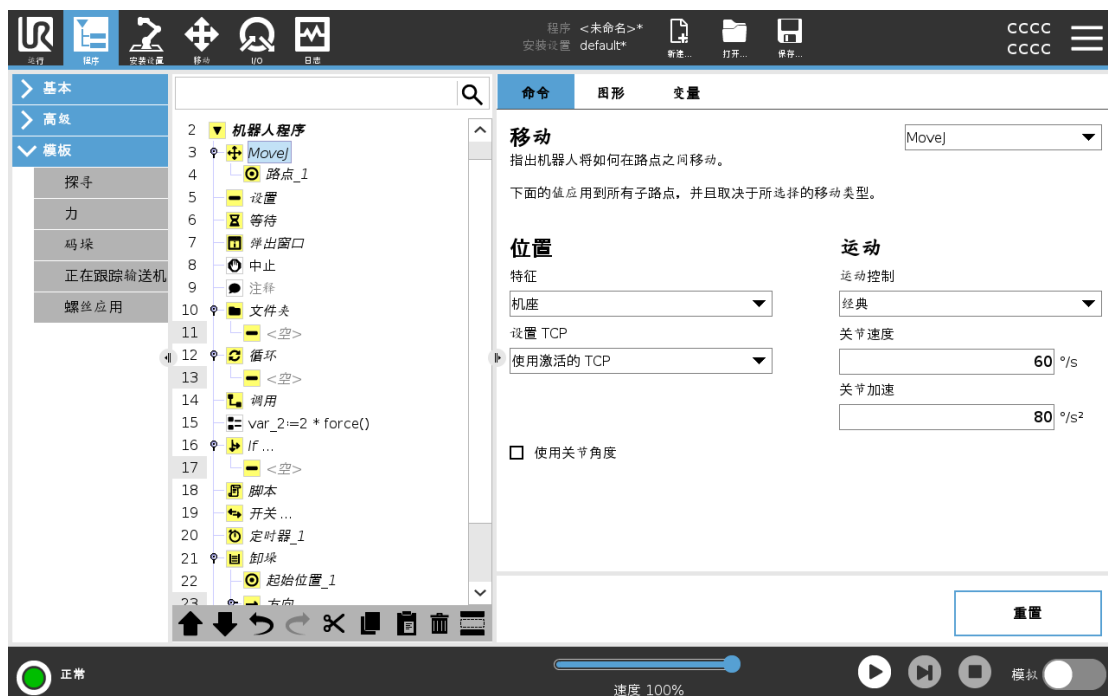 UR
运行
程序
安装设置
移动
I/O
日志
程序 <未命名>*
安装设置 default*
新建...
打开...
保存...
cccc
cccc
基本
高级
模板
探寻
力
码垛
正在跟踪输送机
螺丝应用
2 机器人程序
3 MoveJ
4 路点_1
5 设置
6 等待
7 弹出窗口
8 中止
9 注释
10 文件夹
11 <空>
12 循环
13 <空>
14 调用
15 var_2:=2 * force()
16 If ...
17 <空>
18 脚本
19 开关 ...
20 定时器_1
21 卸垛
22 起始位置_1
23 方向
命令 图形 变量
移动
MoveJ
指出机器人将如何在路点之间移动。
下面的值应用到所有子路点，并且取决于所选择的移动类型。
位置
特征
机座
设置 TCP
使用激活的 TCP
使用关节角度
运动
运动控制
经典
关节速度
60 °/s
关节加速
80 °/s²
重置
正常
速度 100%
模拟